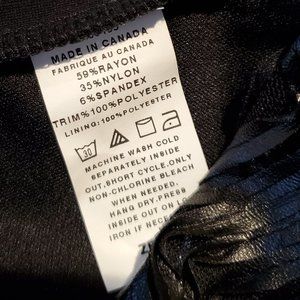 MADE IN CANADA
FABRIQUE AU CANADA
59%RAYON
35%NYLON
6%SPANDEX
TRIM%100%POLYESTER
LINING:100%POLYESTER
30
MACHINE WASH COLD
SEPARATELY INSIDE
OUT.SHORT CYCLE.ONLY
NON-CHLORINE BLEACH
WHEN NEEDED.
HANG DRY.PRESS
INSIDE OUT ON
IRON IF NECES